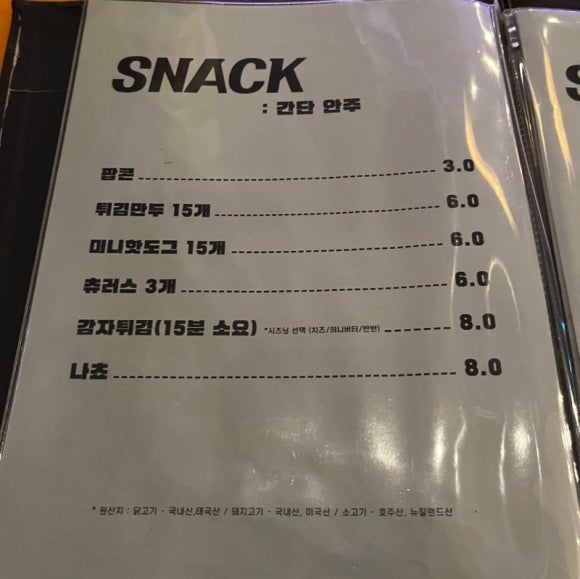 SNACK
: 간단 안주
팝콘 3.0
튀김만두 15개 6.0
미니핫도그 15개 6.0
츄러스 3개 6.0
감자튀김(15분 소요) *시즈닝 선택 (치즈/허니버터/반반) 8.0
나쵸 8.0
* 원산지 : 닭고기 - 국내산,태국산 / 돼지고기 - 국내산, 미국산 / 소고기 - 호주산, 뉴질랜드산
S